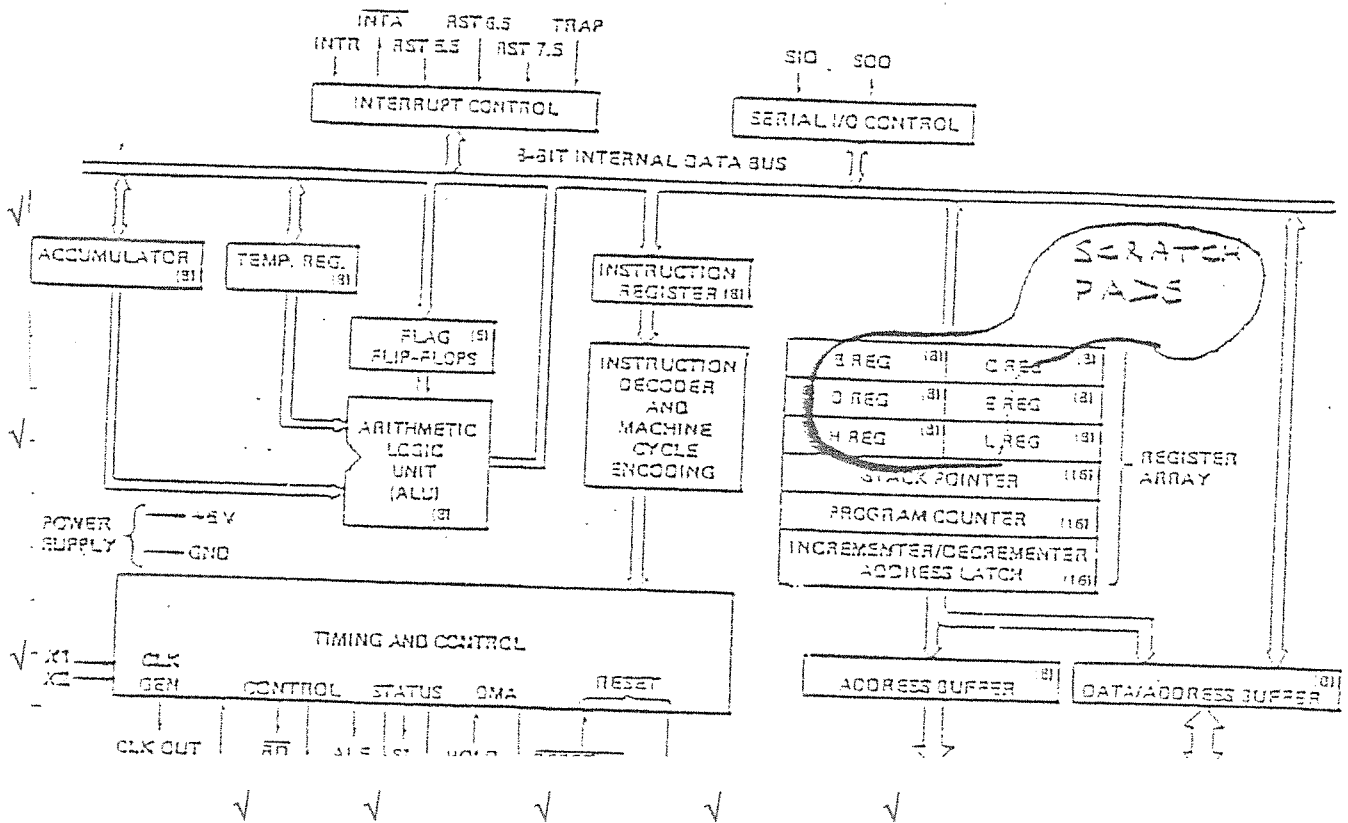 INTA RST 6.5 TRAP
INTR RST 5.5 RST 7.5
SID SOD
INTERRUPT CONTROL
SERIAL I/O CONTROL
8-BIT INTERNAL DATA BUS
√
ACCUMULATOR (8)
TEMP. REG. (8)
INSTRUCTION
REGISTER (8)
SCRATCH
PADS
FLAG (5)
FLIP-FLOPS
INSTRUCTION
DECODER
AND
MACHINE
CYCLE
ENCODING
B REG (8) C REG (8)
D REG (8) E REG (8)
H REG (8) L REG (8)
STACK POINTER (16)
PROGRAM COUNTER (16)
INCREMENTER/DECREMENTER
ADDRESS LATCH (16)
REGISTER
ARRAY
√
ARITHMETIC
LOGIC
UNIT
(ALU)
(8)
POWER
SUPPLY
+5 V
GND
TIMING AND CONTROL
√
X1
X2
CLK
GEN
CONTROL STATUS DMA RESET
ADDRESS BUFFER (8)
DATA/ADDRESS BUFFER (8)
CLK OUT RD ALE HOLD
√ √ √ √ √